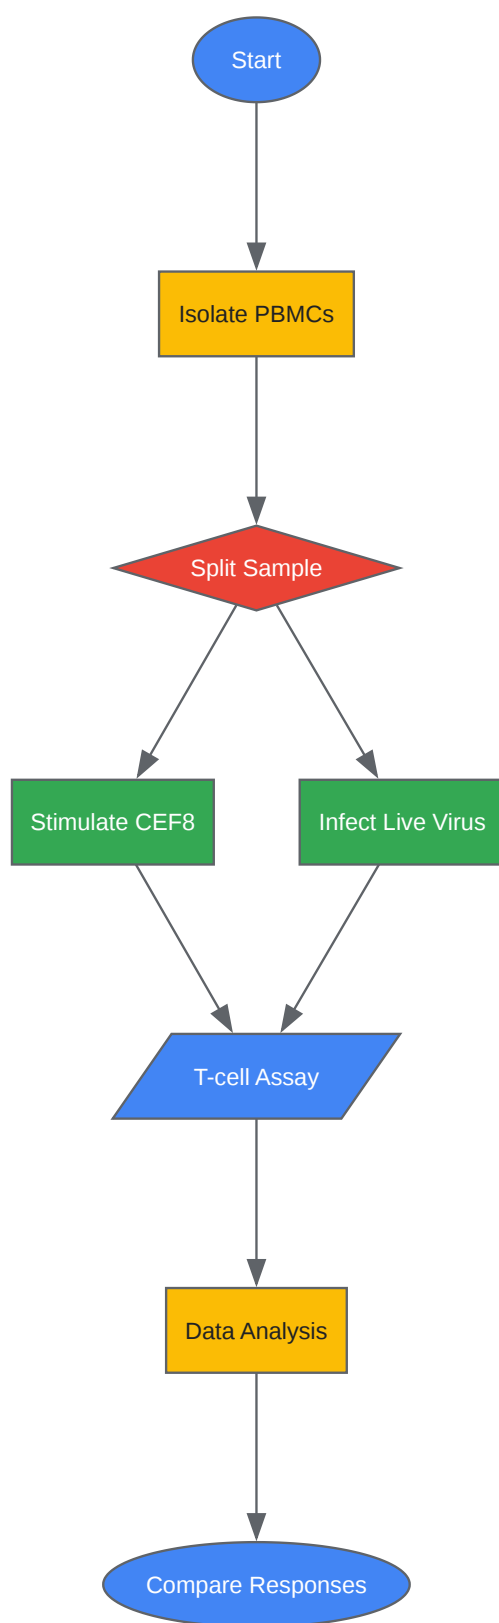 Start
Isolate PBMCs
Split Sample
Stimulate CEF8
Infect Live Virus
T-cell Assay
Data Analysis
Compare Responses